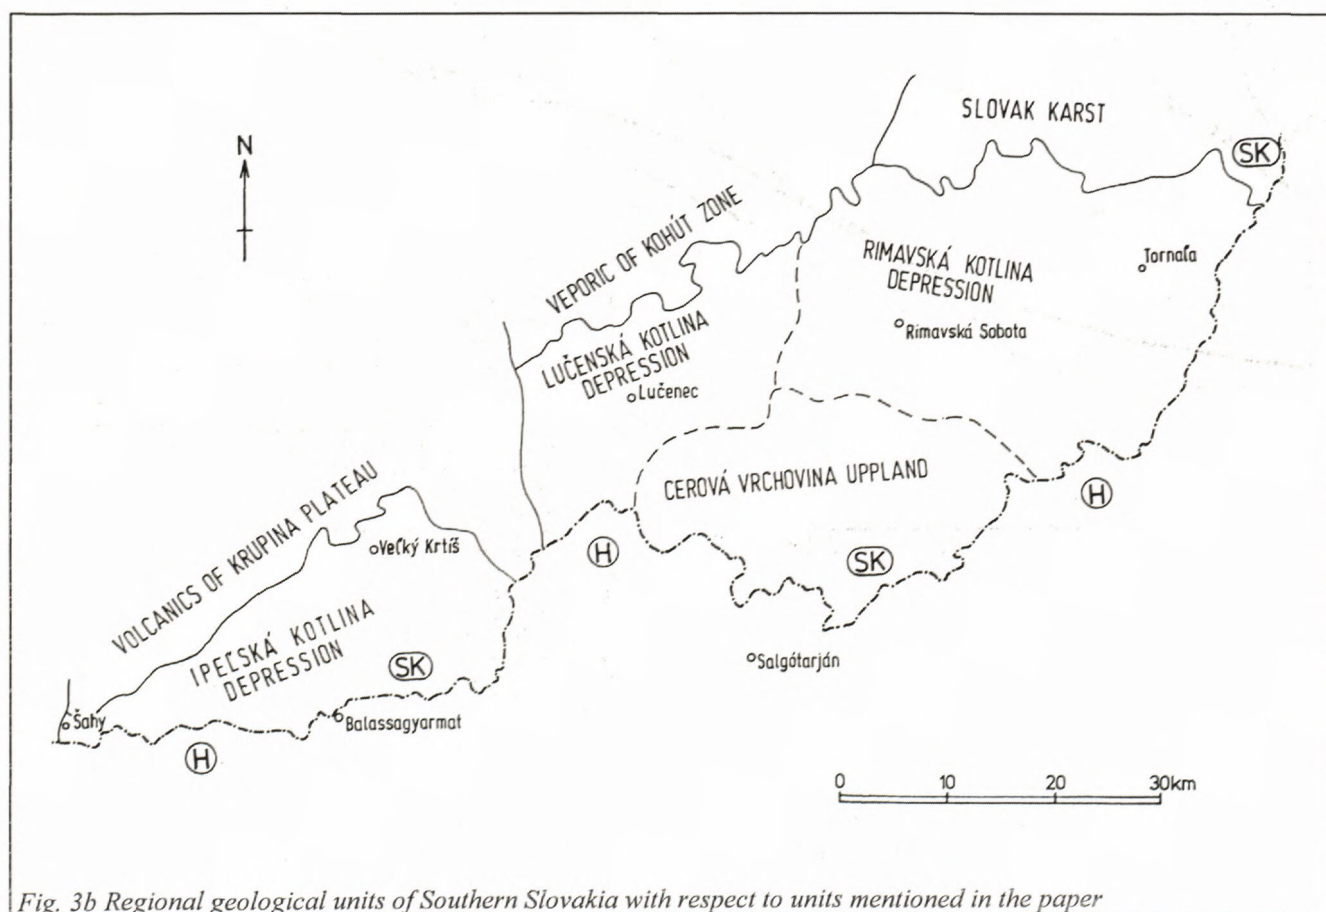 SLOVAK KARST
SK
N
VEPORIC OF KOHÚT ZONE
RIMAVSKÁ KOTLINA
DEPRESSION
Tornaľa
Rimavská Sobota
LUČENSKÁ KOTLINA
DEPRESSION
Lučenec
CEROVÁ VRCHOVINA UPPLAND
H
VOLCANICS OF KRUPINA PLATEAU
Veľký Krtíš
H
SK
IPEĽSKÁ KOTLINA
DEPRESSION
SK
Salgótarján
Šahy
Balassagyarmat
H
0 10 20 30km
Fig. 3b Regional geological units of Southern Slovakia with respect to units mentioned in the paper